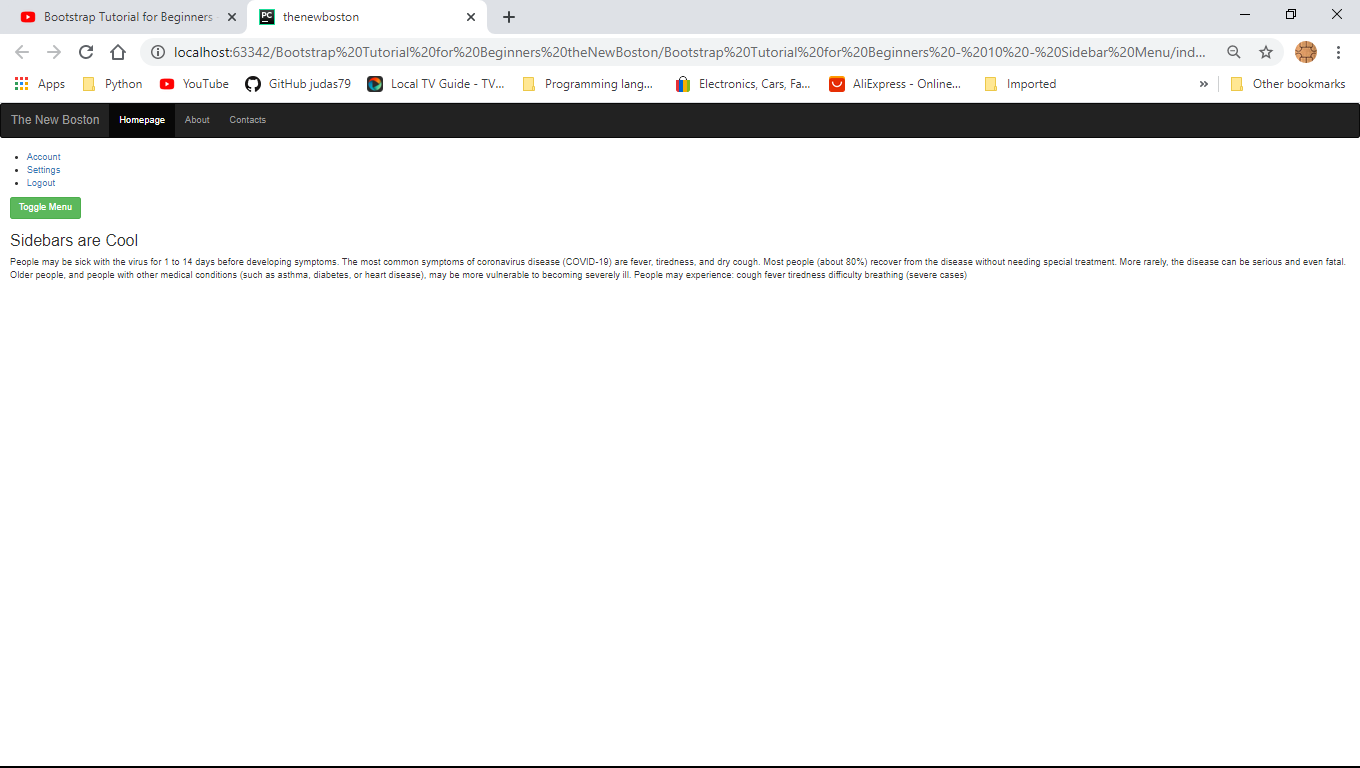 Bootstrap Tutorial for Beginners
thenewboston
localhost:63342/Bootstrap%20Tutorial%20for%20Beginners%20theNewBoston/Bootstrap%20Tutorial%20for%20Beginners%20-%2010%20-%20Sidebar%20Menu/ind...
Apps Python YouTube GitHub judas79 Local TV Guide - TV... Programming lang... Electronics, Cars, Fa... AliExpress - Online... Imported » Other bookmarks
The New Boston Homepage About Contacts
Account
Settings
Logout
Toggle Menu
Sidebars are Cool
People may be sick with the virus for 1 to 14 days before developing symptoms. The most common symptoms of coronavirus disease (COVID-19) are fever, tiredness, and dry cough. Most people (about 80%) recover from the disease without needing special treatment. More rarely, the disease can be serious and even fatal.
Older people, and people with other medical conditions (such as asthma, diabetes, or heart disease), may be more vulnerable to becoming severely ill. People may experience: cough fever tiredness difficulty breathing (severe cases)